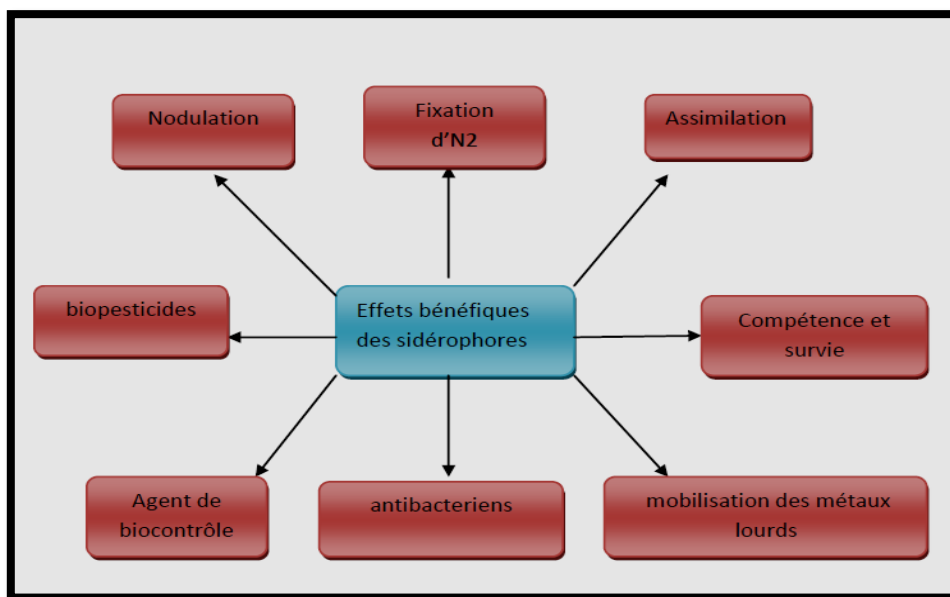 Nodulation
Fixation
d'N2
Assimilation
biopesticides
Effets bénéfiques
des sidérophores
Compétence et
survie
Agent de
biocontrôle
antibacteriens
mobilisation des métaux
lourds